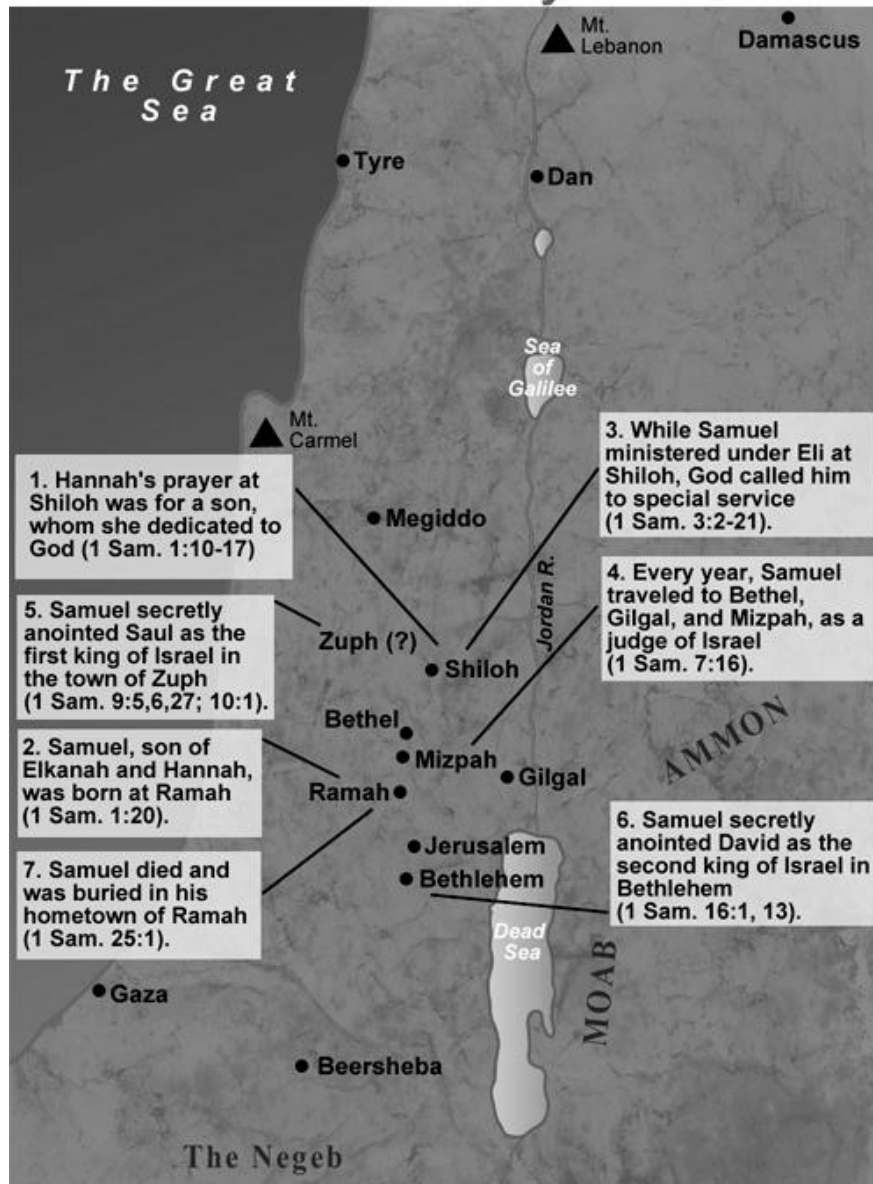 Mt.
Lebanon
Damascus
The Great
Sea
Tyre
Dan
Sea
of
Galilee
Mt.
Carmel
3. While Samuel
ministered under Eli at
Shiloh, God called him
to special service
(1 Sam. 3:2-21).
1. Hannah's prayer at
Shiloh was for a son,
whom she dedicated to
God (1 Sam. 1:10-17)
Megiddo
Jordan R.
4. Every year, Samuel
traveled to Bethel,
Gilgal, and Mizpah, as a
judge of Israel
(1 Sam. 7:16).
5. Samuel secretly
anointed Saul as the
first king of Israel in
the town of Zuph
(1 Sam. 9:5,6,27; 10:1).
Zuph (?)
Shiloh
Bethel
Mizpah
Gilgal
Ramah
AMMON
2. Samuel, son of
Elkanah and Hannah,
was born at Ramah
(1 Sam. 1:20).
Jerusalem
Bethlehem
6. Samuel secretly
anointed David as the
second king of Israel in
Bethlehem
(1 Sam. 16:1, 13).
7. Samuel died and
was buried in his
hometown of Ramah
(1 Sam. 25:1).
Dead
Sea
MOAB
Gaza
Beersheba
The Negeb